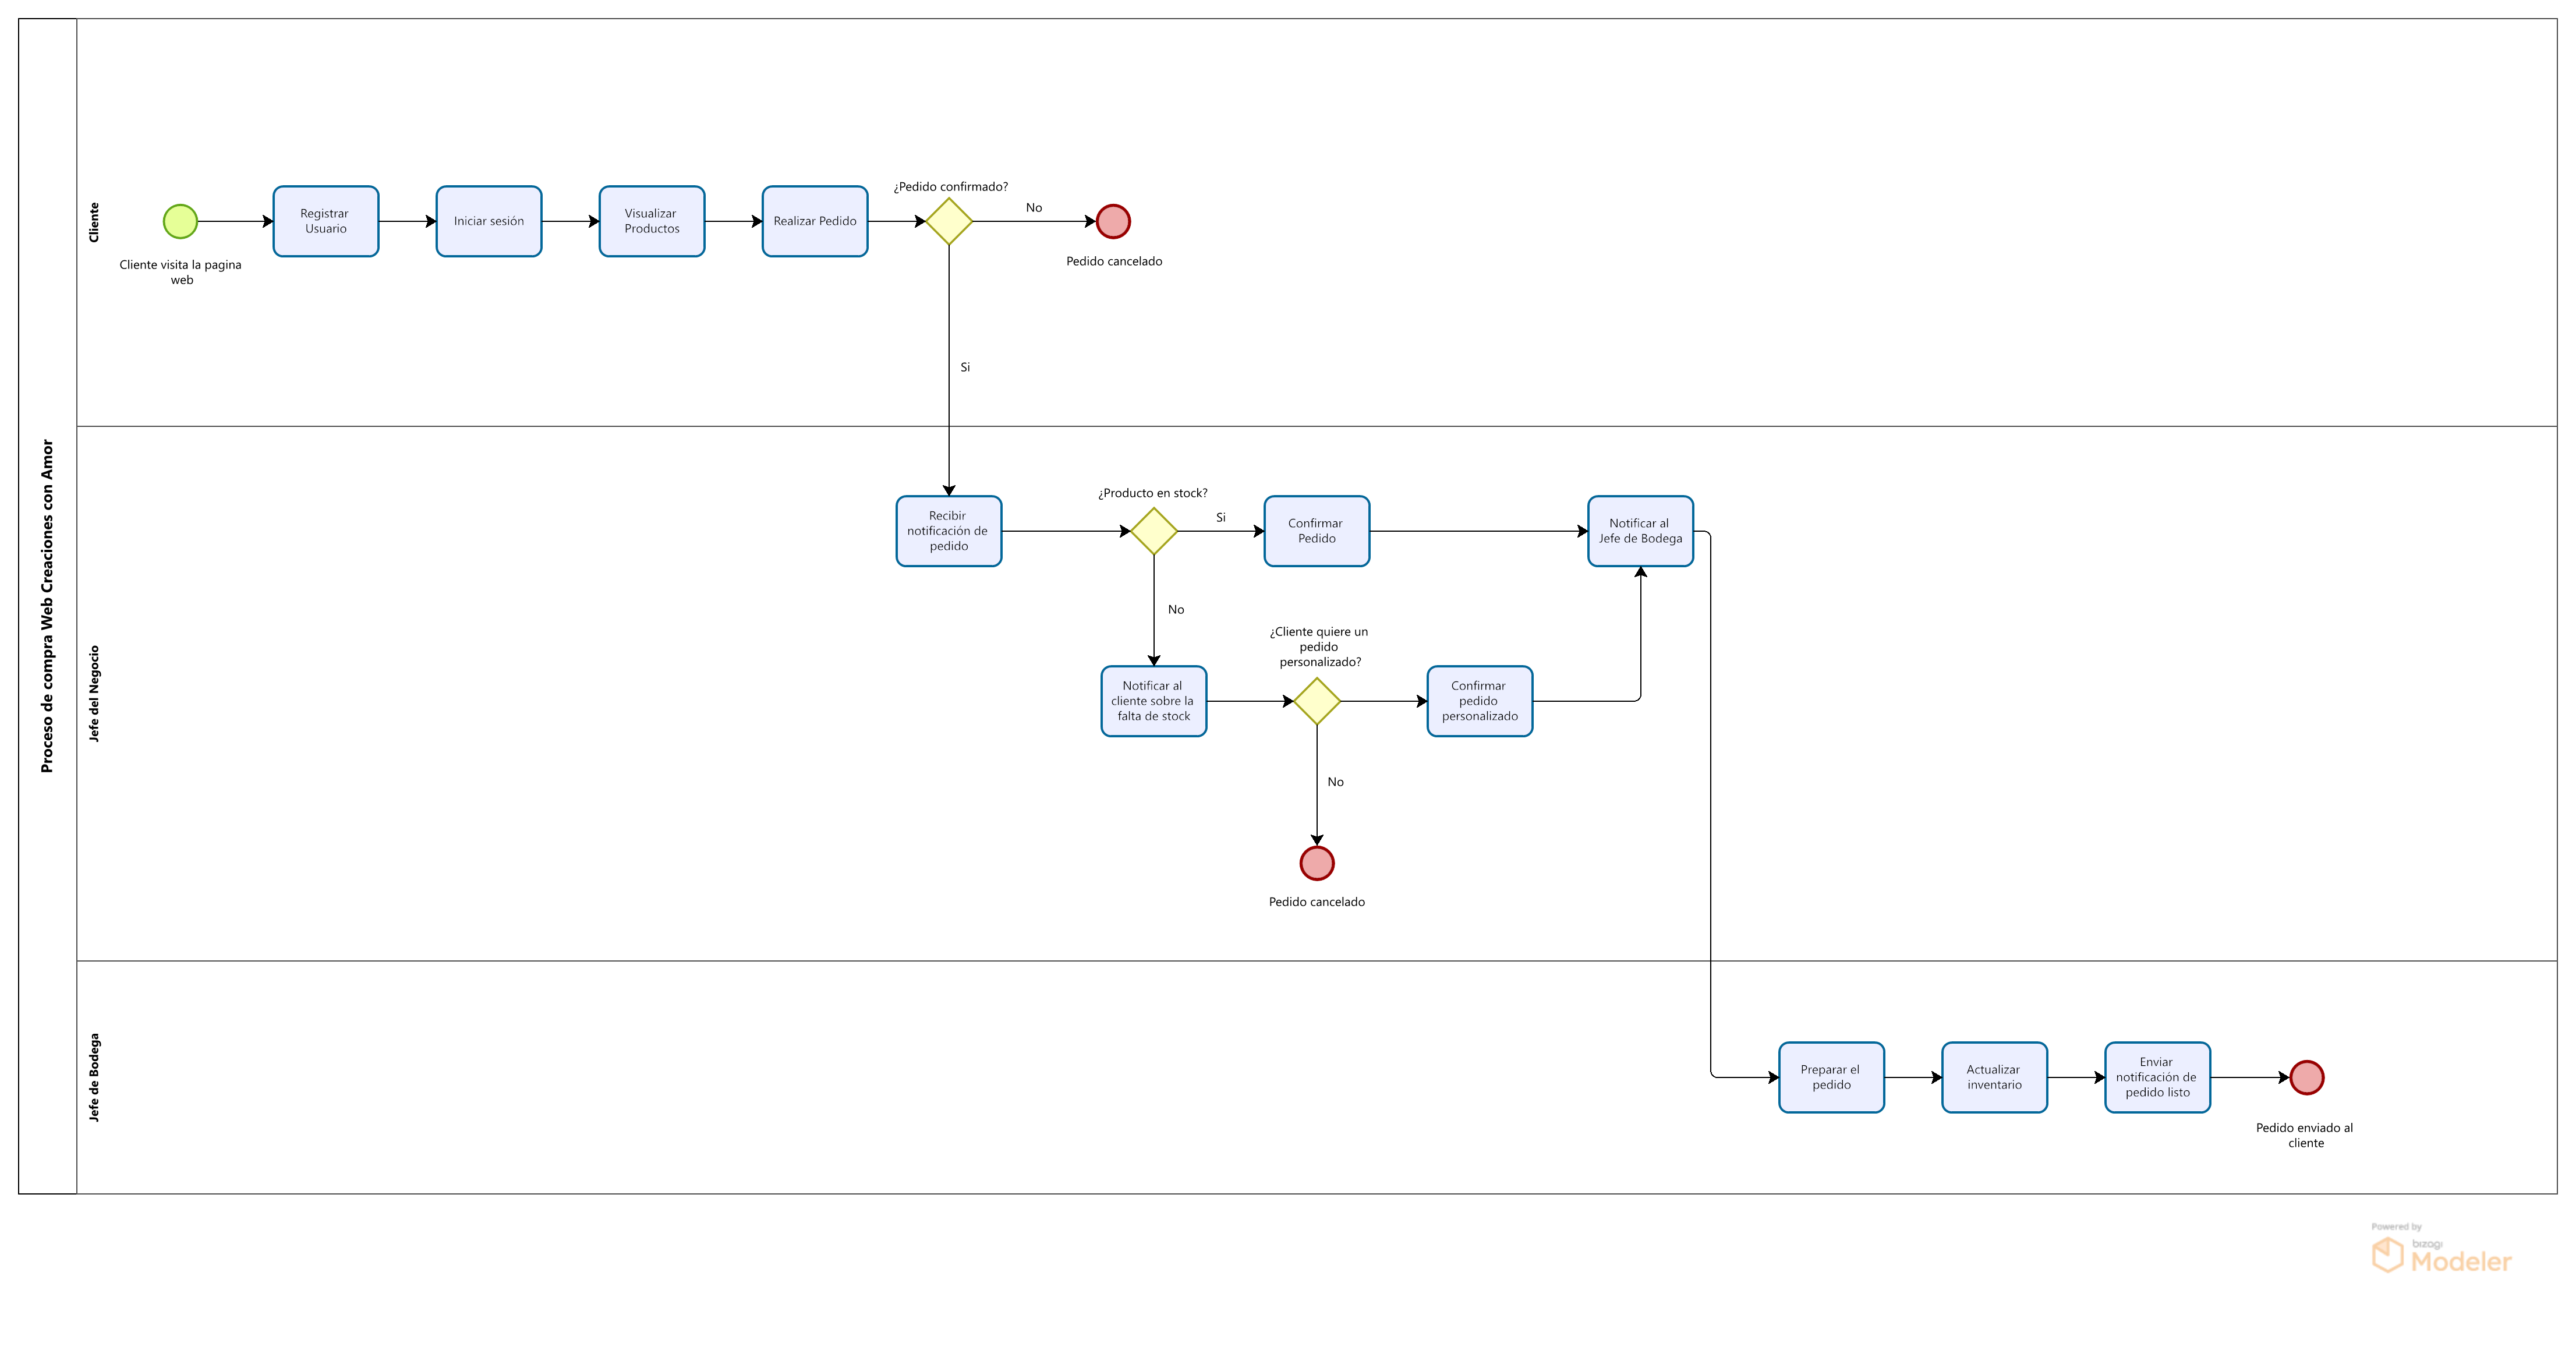 Proceso de compra Web Creaciones con Amor
Cliente
Cliente visita la pagina
web
Registrar
Usuario
Iniciar sesión
Visualizar
Productos
Realizar Pedido
¿Pedido confirmado?
No
Pedido cancelado
Si
Jefe del Negocio
Recibir
notificación de
pedido
¿Producto en stock?
Si
Confirmar
Pedido
Notificar al
Jefe de Bodega
No
Notificar al
cliente sobre la
falta de stock
¿Cliente quiere un
pedido
personalizado?
Confirmar
pedido
personalizado
No
Pedido cancelado
Jefe de Bodega
Preparar el
pedido
Actualizar
inventario
Enviar
notificación de
pedido listo
Pedido enviado al
cliente
Powered by
bizagi
Modeler